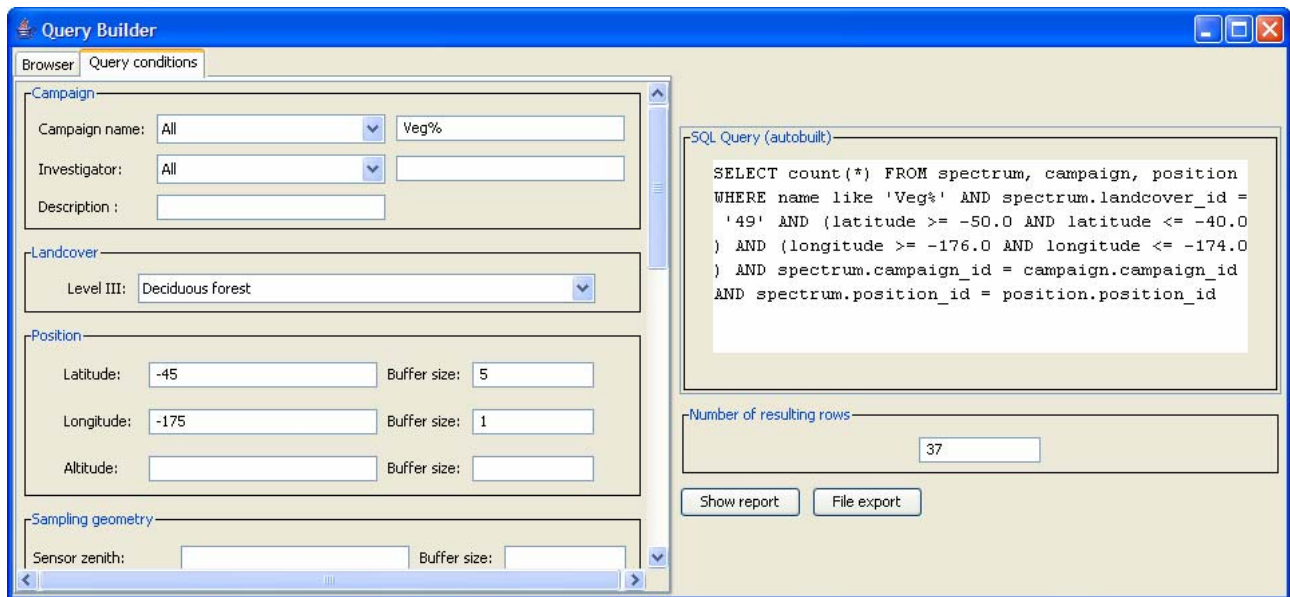 Query Builder
Browser Query conditions
Campaign
Campaign name: All Veg%
Investigator: All
Description :
Landcover
Level III: Deciduous forest
Position
Latitude: -45 Buffer size: 5
Longitude: -175 Buffer size: 1
Altitude: Buffer size:
Sampling geometry
Sensor zenith: Buffer size:
SQL Query (autobuilt)
SELECT count(*) FROM spectrum, campaign, position
WHERE name like 'Veg%' AND spectrum.landcover_id =
'49' AND (latitude >= -50.0 AND latitude <= -40.0
) AND (longitude >= -176.0 AND longitude <= -174.0
) AND spectrum.campaign_id = campaign.campaign_id
AND spectrum.position_id = position.position_id
Number of resulting rows
37
Show report File export